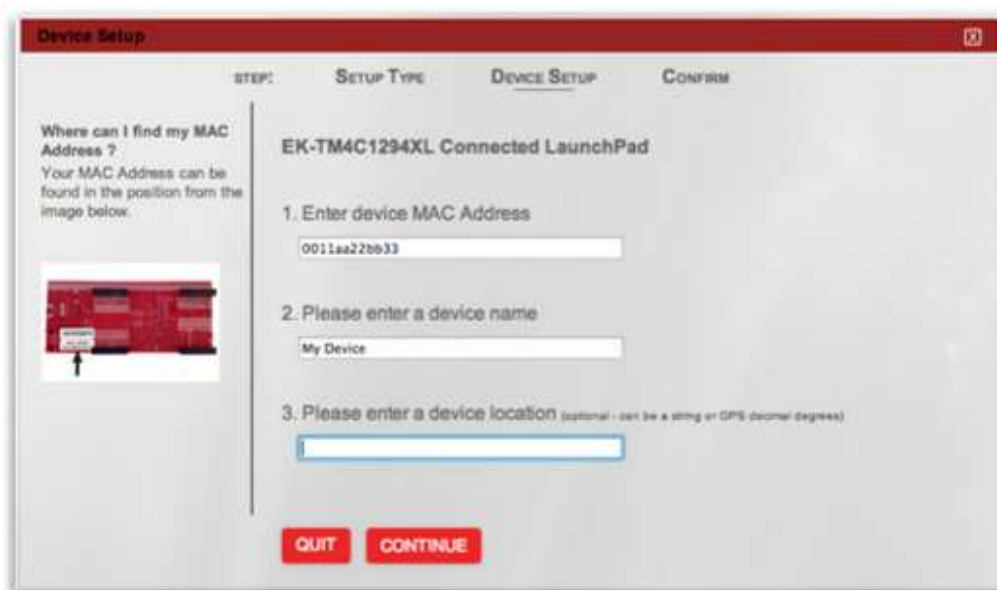 Device Setup
STEP: SETUP TYPE DEVICE SETUP CONFIRM
Where can I find my MAC
Address ?
Your MAC Address can be
found in the position from the
image below.
EK-TM4C1294XL Connected LaunchPad
1. Enter device MAC Address
0011aa22bb33
2. Please enter a device name
My Device
3. Please enter a device location (optional - can be a string or GPS decimal degrees)
QUIT CONTINUE